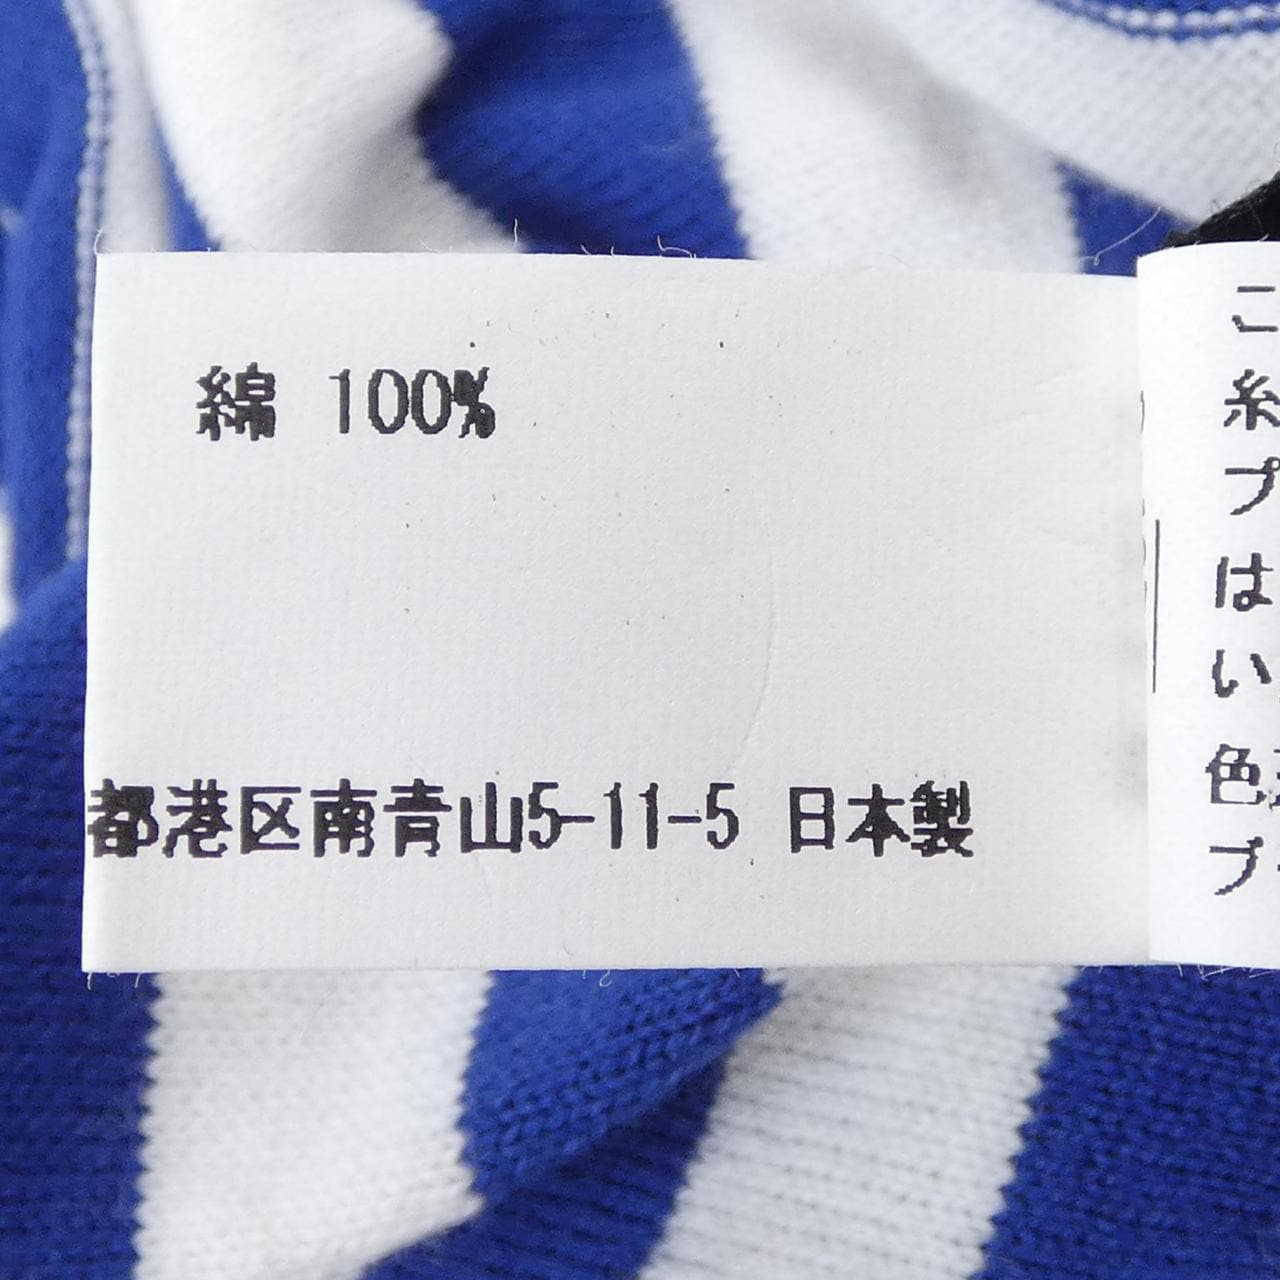 綿 100%
都港区南青山5-11-5 日本製
こ
糸
プ
は
い
色
プ